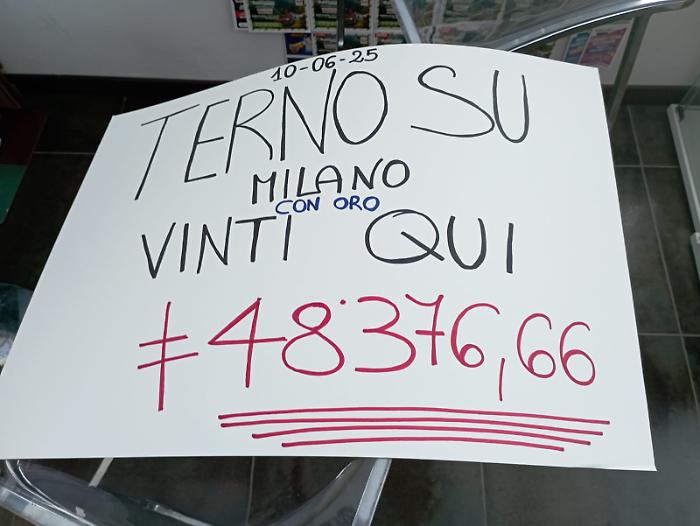 10-06-25
TERNO SU
MILANO
CON ORO
VINTI QUI
≠48˙376,66